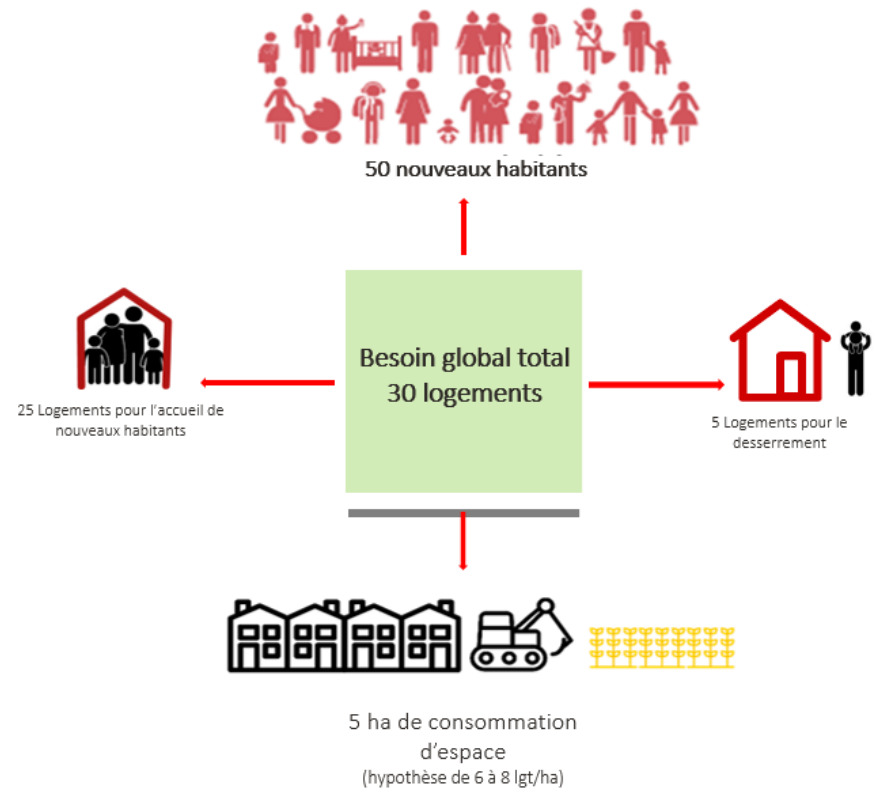 50 nouveaux habitants
Besoin global total
30 logements
25 Logements pour l'accueil de
nouveaux habitants
5 Logements pour le
desserrement
5 ha de consommation
d'espace
(hypothèse de 6 à 8 lgt/ha)